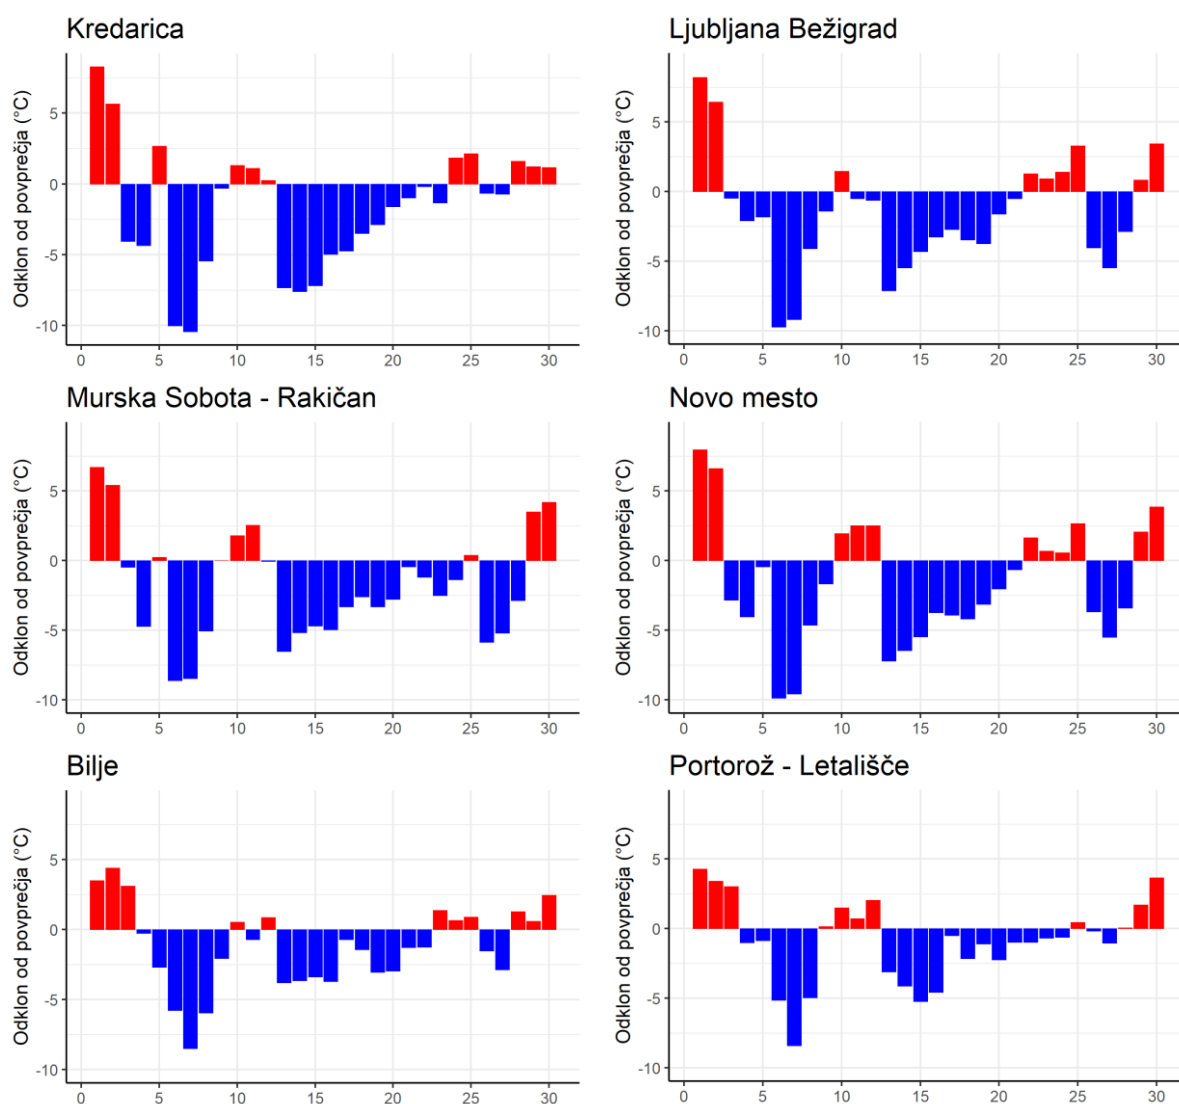 Kredarica
Odklon od povprečja (°C)
5
0
-5
-10
0 5 10 15 20 25 30
Ljubljana Bežigrad
Odklon od povprečja (°C)
5
0
-5
-10
0 5 10 15 20 25 30
Murska Sobota - Rakičan
Odklon od povprečja (°C)
5
0
-5
-10
0 5 10 15 20 25 30
Novo mesto
Odklon od povprečja (°C)
5
0
-5
-10
0 5 10 15 20 25 30
Bilje
Odklon od povprečja (°C)
5
0
-5
-10
0 5 10 15 20 25 30
Portorož - Letališče
Odklon od povprečja (°C)
5
0
-5
-10
0 5 10 15 20 25 30